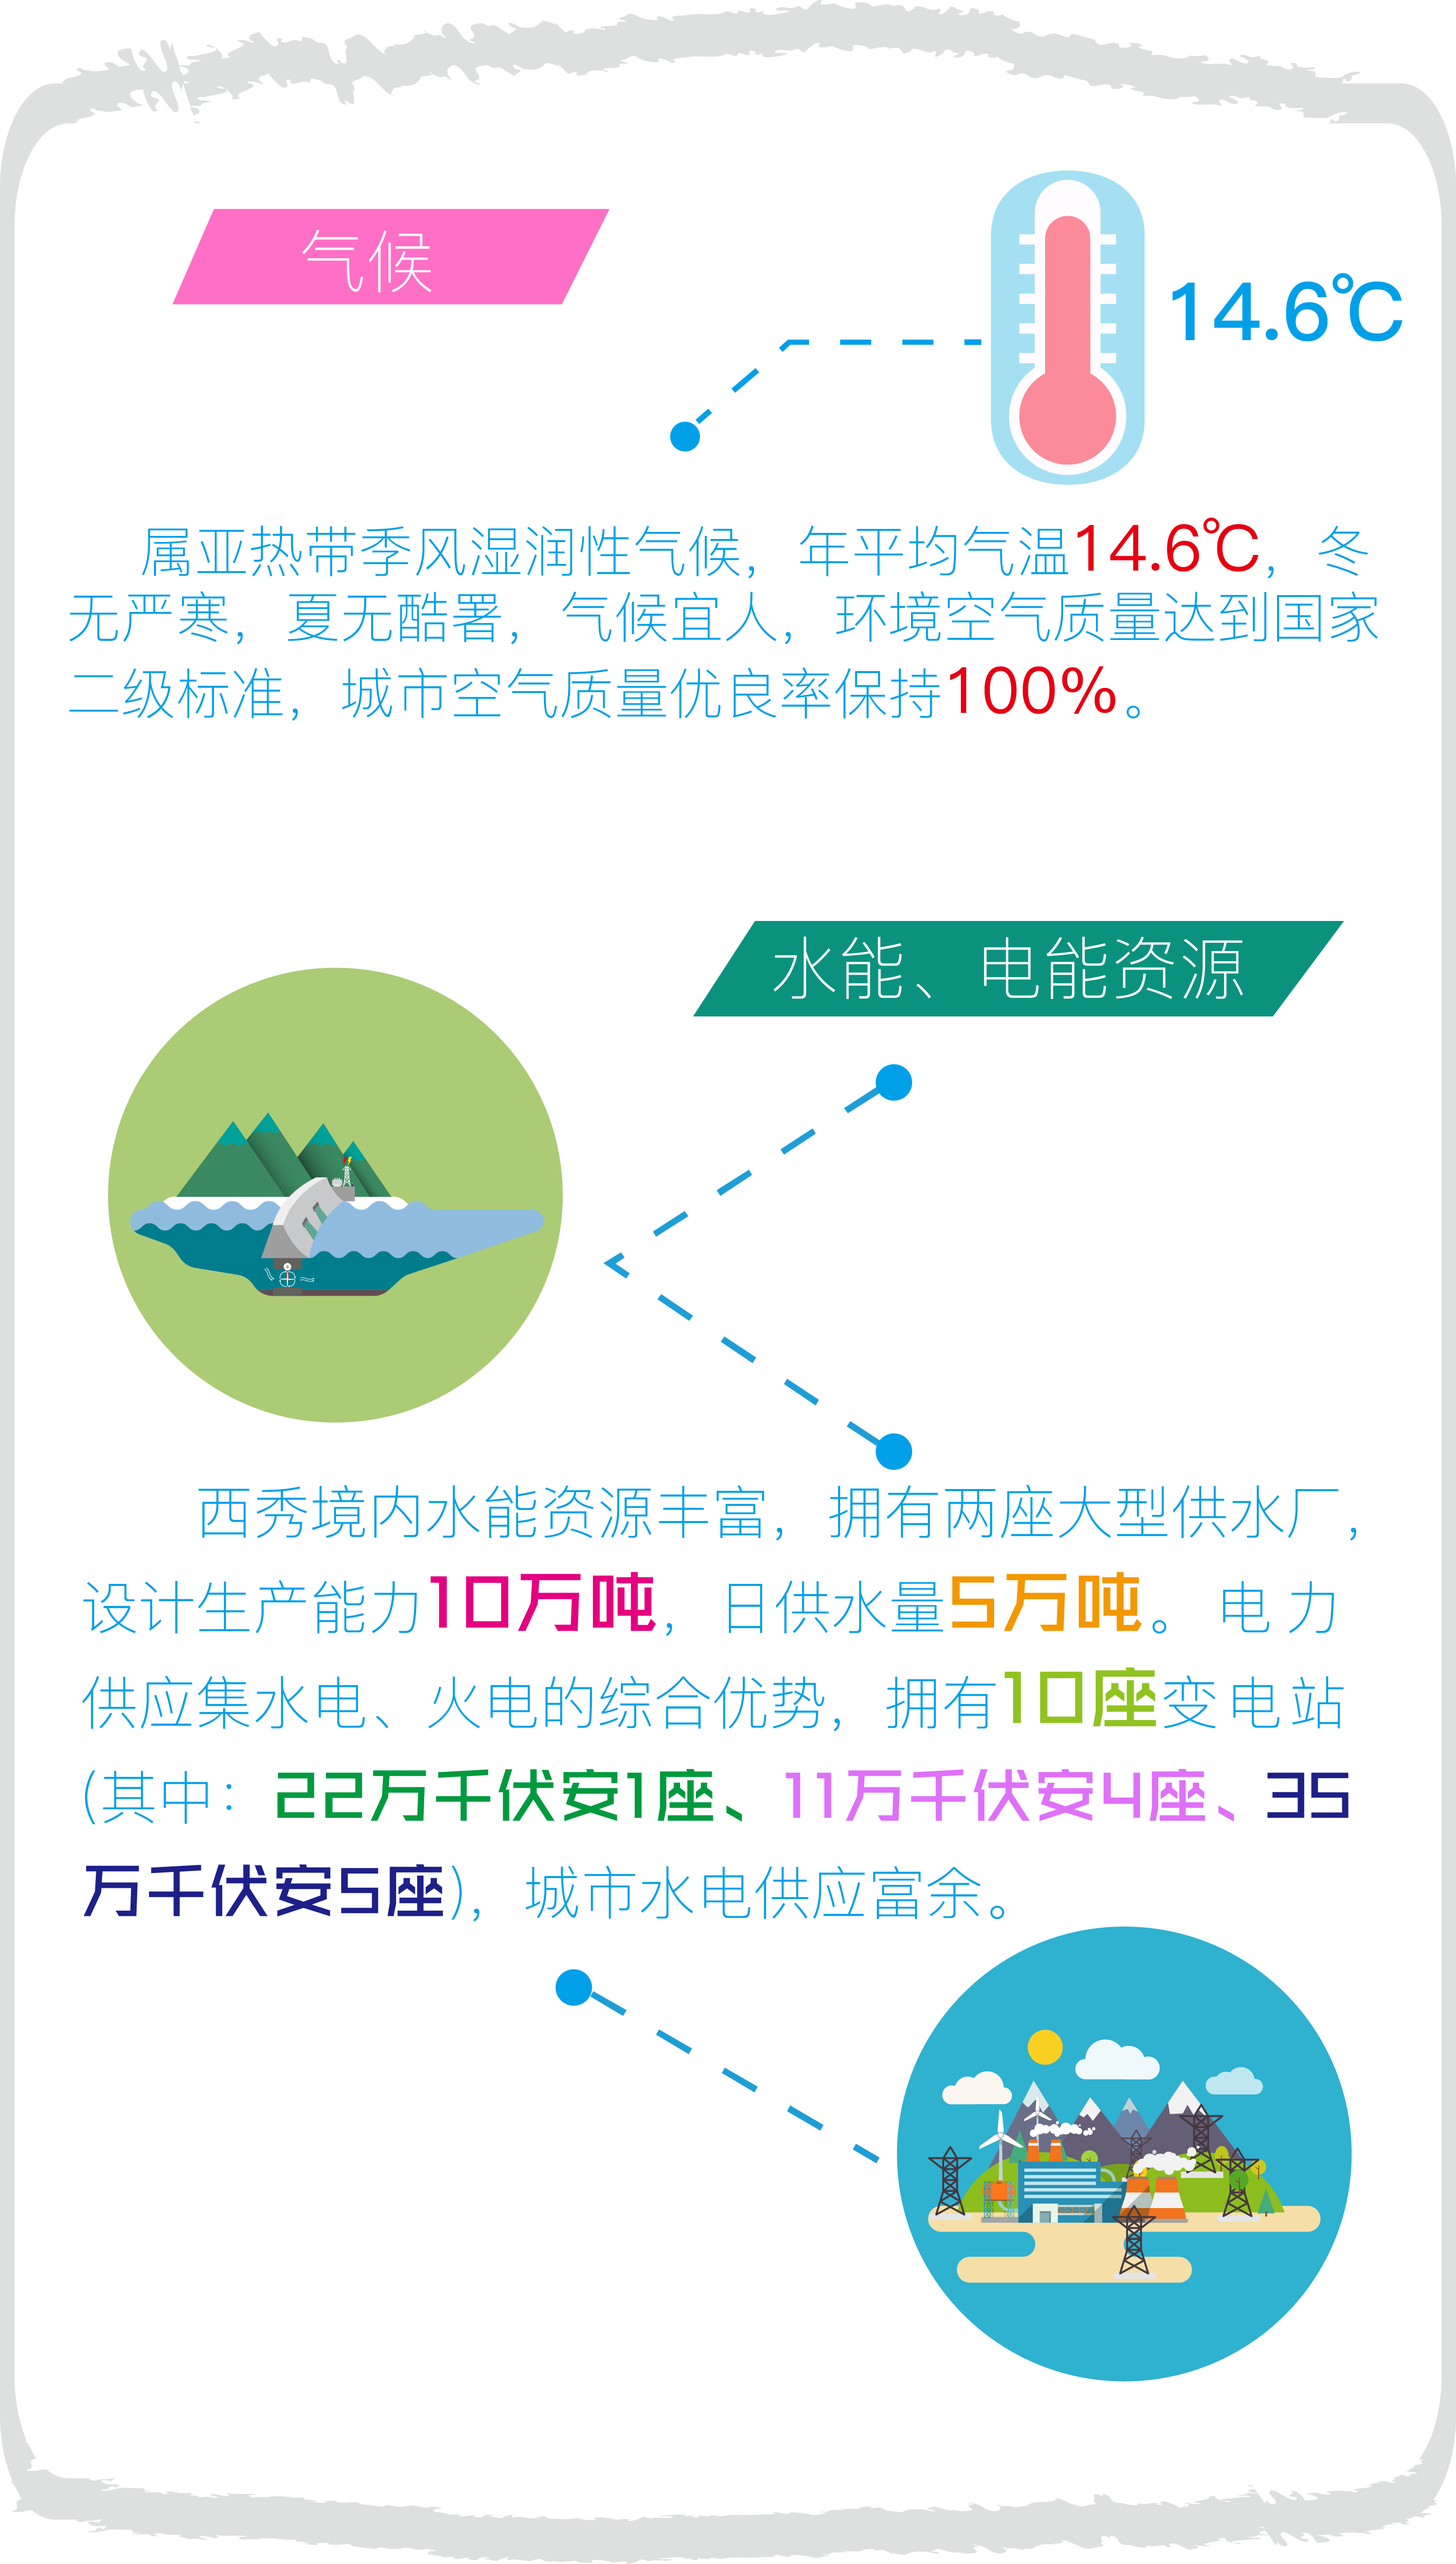 气候
14.6℃
属亚热带季风湿润性气候，年平均气温14.6℃，冬
无严寒，夏无酷署，气候宜人，环境空气质量达到国家
二级标准，城市空气质量优良率保持100%。
水能、电能资源
西秀境内水能资源丰富，拥有两座大型供水厂，
设计生产能力10万吨，日供水量5万吨。电力
供应集水电、火电的综合优势，拥有10座变电站
(其中：22万千伏安1座、11万千伏安4座、35
万千伏安5座)，城市水电供应富余。